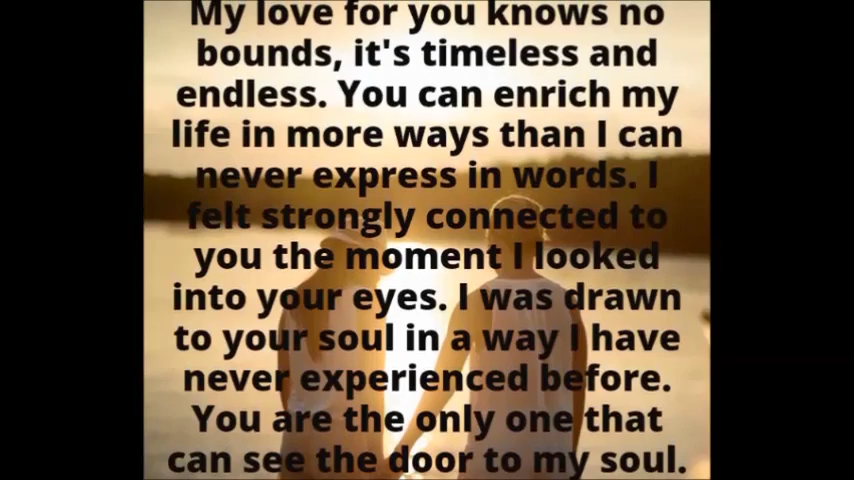 My love for you knows no
bounds, it's timeless and
endless. You can enrich my
life in more ways than I can
never express in words. I
felt strongly connected to
you the moment I looked
into your eyes. I was drawn
to your soul in a way I have
never experienced before.
You are the only one that
can see the door to my soul.